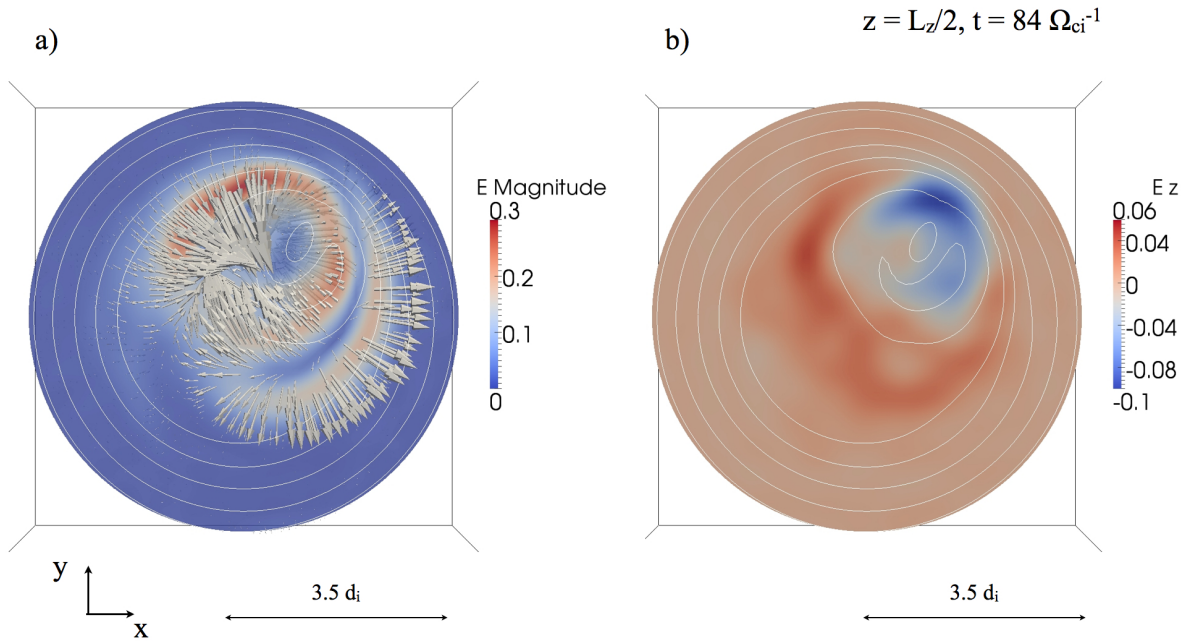 z = Lz/2, t = 84 Ωci-1
a)
b)
E Magnitude
0.3
0.2
0.1
0
E z
0.06
0.04
0
-0.04
-0.08
-0.1
y
x
3.5 di
3.5 di